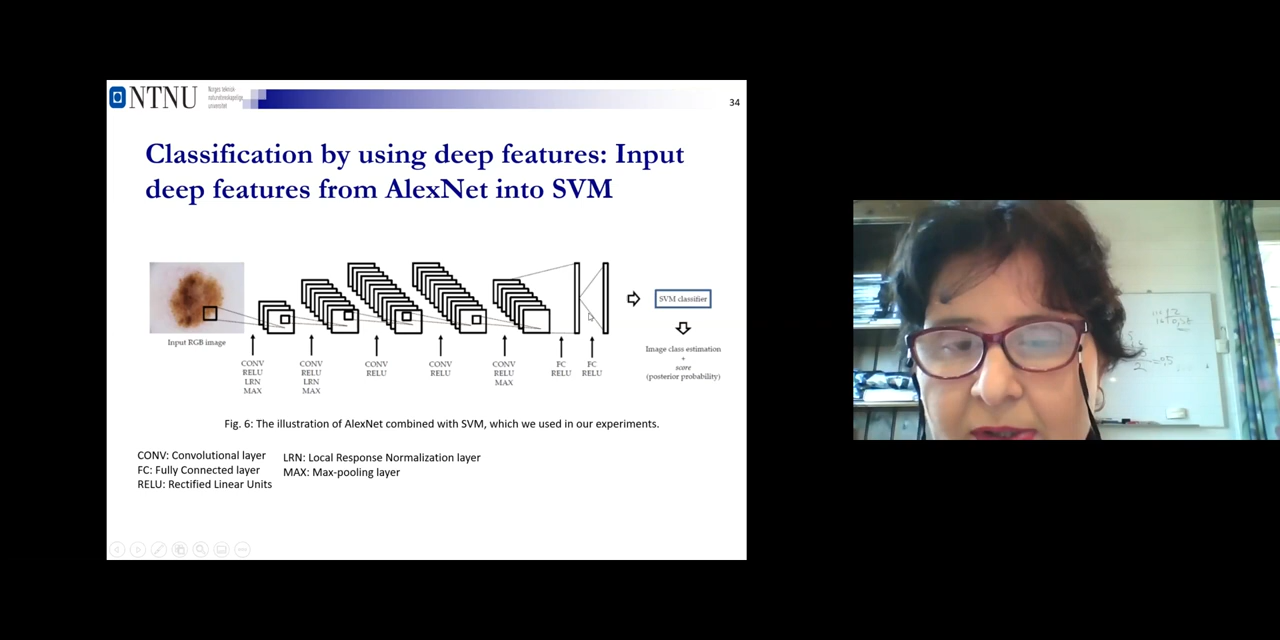 NTNU
Norges teknisk-
naturvitenskapelige
universitet
34
Classification by using deep features: Input
deep features from AlexNet into SVM
Input RGB image
CONV
RELU
LRN
MAX
CONV
RELU
LRN
MAX
CONV
RELU
CONV
RELU
CONV
RELU
MAX
FC
RELU
FC
RELU
SVM classifier
Image class estimation
+
score
(posterior probability)
Fig. 6: The illustration of AlexNet combined with SVM, which we used in our experiments.
CONV: Convolutional layer
FC: Fully Connected layer
RELU: Rectified Linear Units
LRN: Local Response Normalization layer
MAX: Max-pooling layer